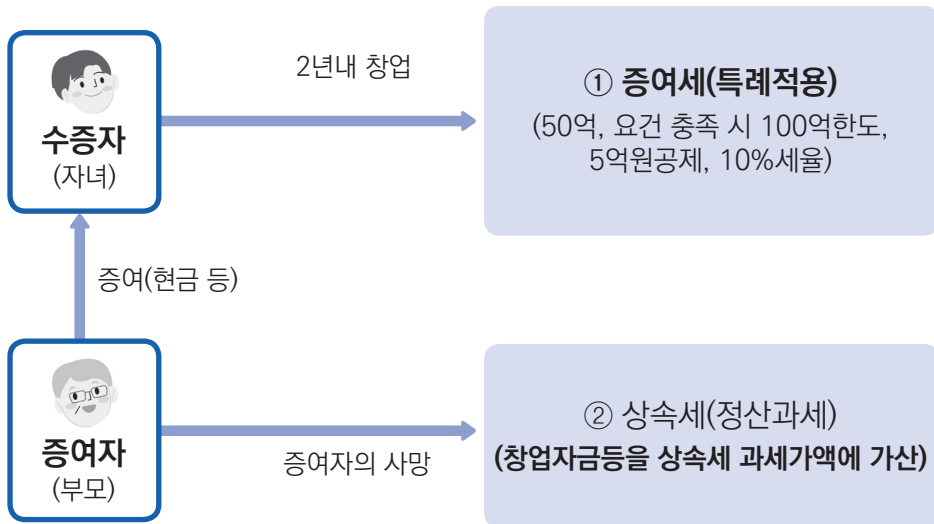 2년내 창업
수증자
(자녀)
① 증여세(특례적용)
(50억, 요건 충족 시 100억한도,
5억원공제, 10%세율)
증여(현금 등)
증여자
(부모)
증여자의 사망
② 상속세(정산과세)
(창업자금등을 상속세 과세가액에 가산)